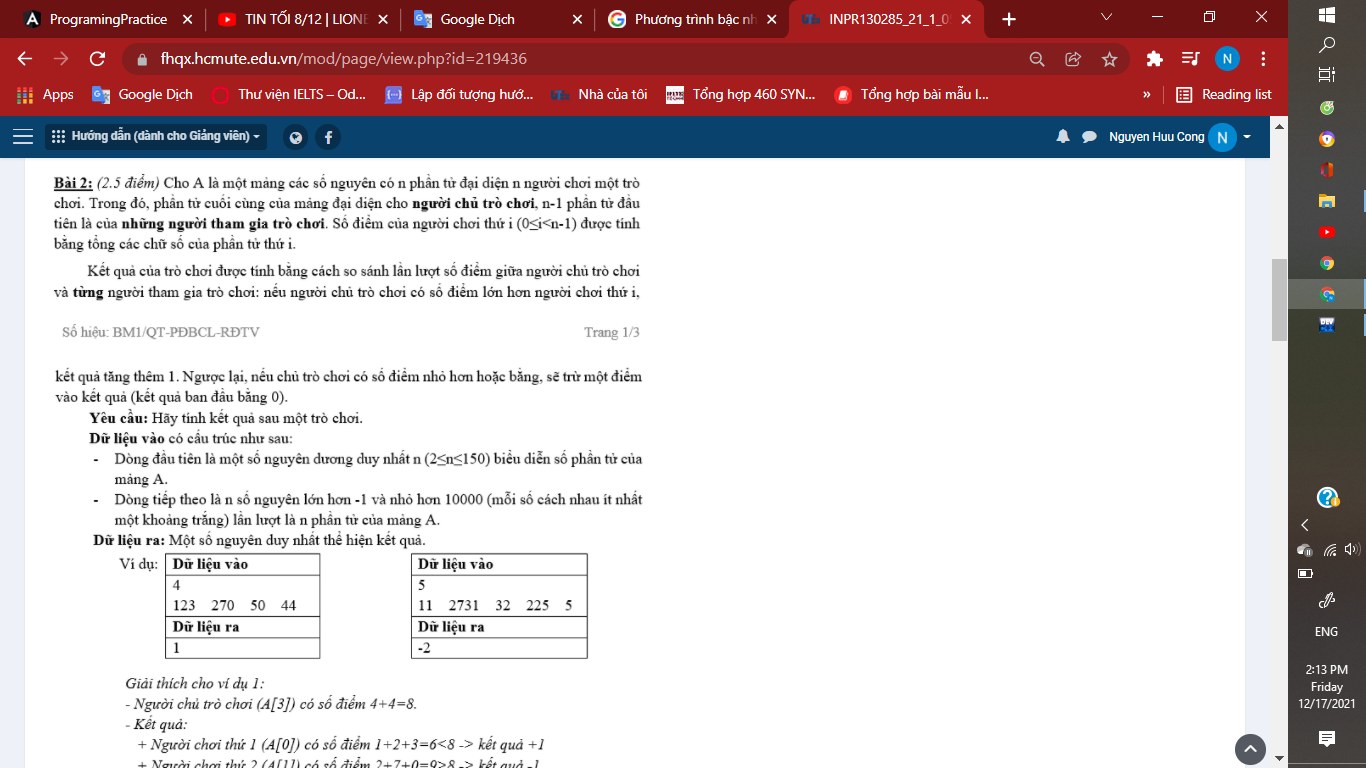 ProgramingPractice
TIN TỐI 8/12 | LIONE
Google Dịch
Phương trình bậc nh
INPR130285_21_1_0
fhqx.hcmute.edu.vn/mod/page/view.php?id=219436
N
Apps
Google Dịch
Thư viện IELTS – Od...
Lập đối tượng hướ...
Nhà của tôi
Tổng hợp 460 SYN...
Tổng hợp bài mẫu I...
»
Reading list
Hướng dẫn (dành cho Giảng viên)
Nguyen Huu Cong
N
Bài 2: (2.5 điểm) Cho A là một mảng các số nguyên có n phần tử đại diện n người chơi một trò
chơi. Trong đó, phần tử cuối cùng của mảng đại diện cho người chủ trò chơi, n-1 phần tử đầu
tiên là của những người tham gia trò chơi. Số điểm của người chơi thứ i (0≤i<n-1) được tính
bằng tổng các chữ số của phần tử thứ i.
Kết quả của trò chơi được tính bằng cách so sánh lần lượt số điểm giữa người chủ trò chơi
và từng người tham gia trò chơi: nếu người chủ trò chơi có số điểm lớn hơn người chơi thứ i,
Số hiệu: BM1/QT-PĐBCL-RĐTV
Trang 1/3
kết quả tăng thêm 1. Ngược lại, nếu chủ trò chơi có số điểm nhỏ hơn hoặc bằng, sẽ trừ một điểm
vào kết quả (kết quả ban đầu bằng 0).
Yêu cầu: Hãy tính kết quả sau một trò chơi.
Dữ liệu vào có cấu trúc như sau:
- Dòng đầu tiên là một số nguyên dương duy nhất n (2≤n≤150) biểu diễn số phần tử của
mảng A.
- Dòng tiếp theo là n số nguyên lớn hơn -1 và nhỏ hơn 10000 (mỗi số cách nhau ít nhất
một khoảng trắng) lần lượt là n phần tử của mảng A.
Dữ liệu ra: Một số nguyên duy nhất thể hiện kết quả.
Ví dụ:
Dữ liệu vào
4
123 270 50 44
Dữ liệu ra
1
Dữ liệu vào
5
11 2731 32 225 5
Dữ liệu ra
-2
Giải thích cho ví dụ 1:
- Người chủ trò chơi (A[3]) có số điểm 4+4=8.
- Kết quả:
+ Người chơi thứ 1 (A[0]) có số điểm 1+2+3=6<8 -> kết quả +1
+ Người chơi thứ 2 (A[1]) có số điểm 2+7+0=9>8 -> kết quả -1
ENG
2:13 PM
Friday
12/17/2021